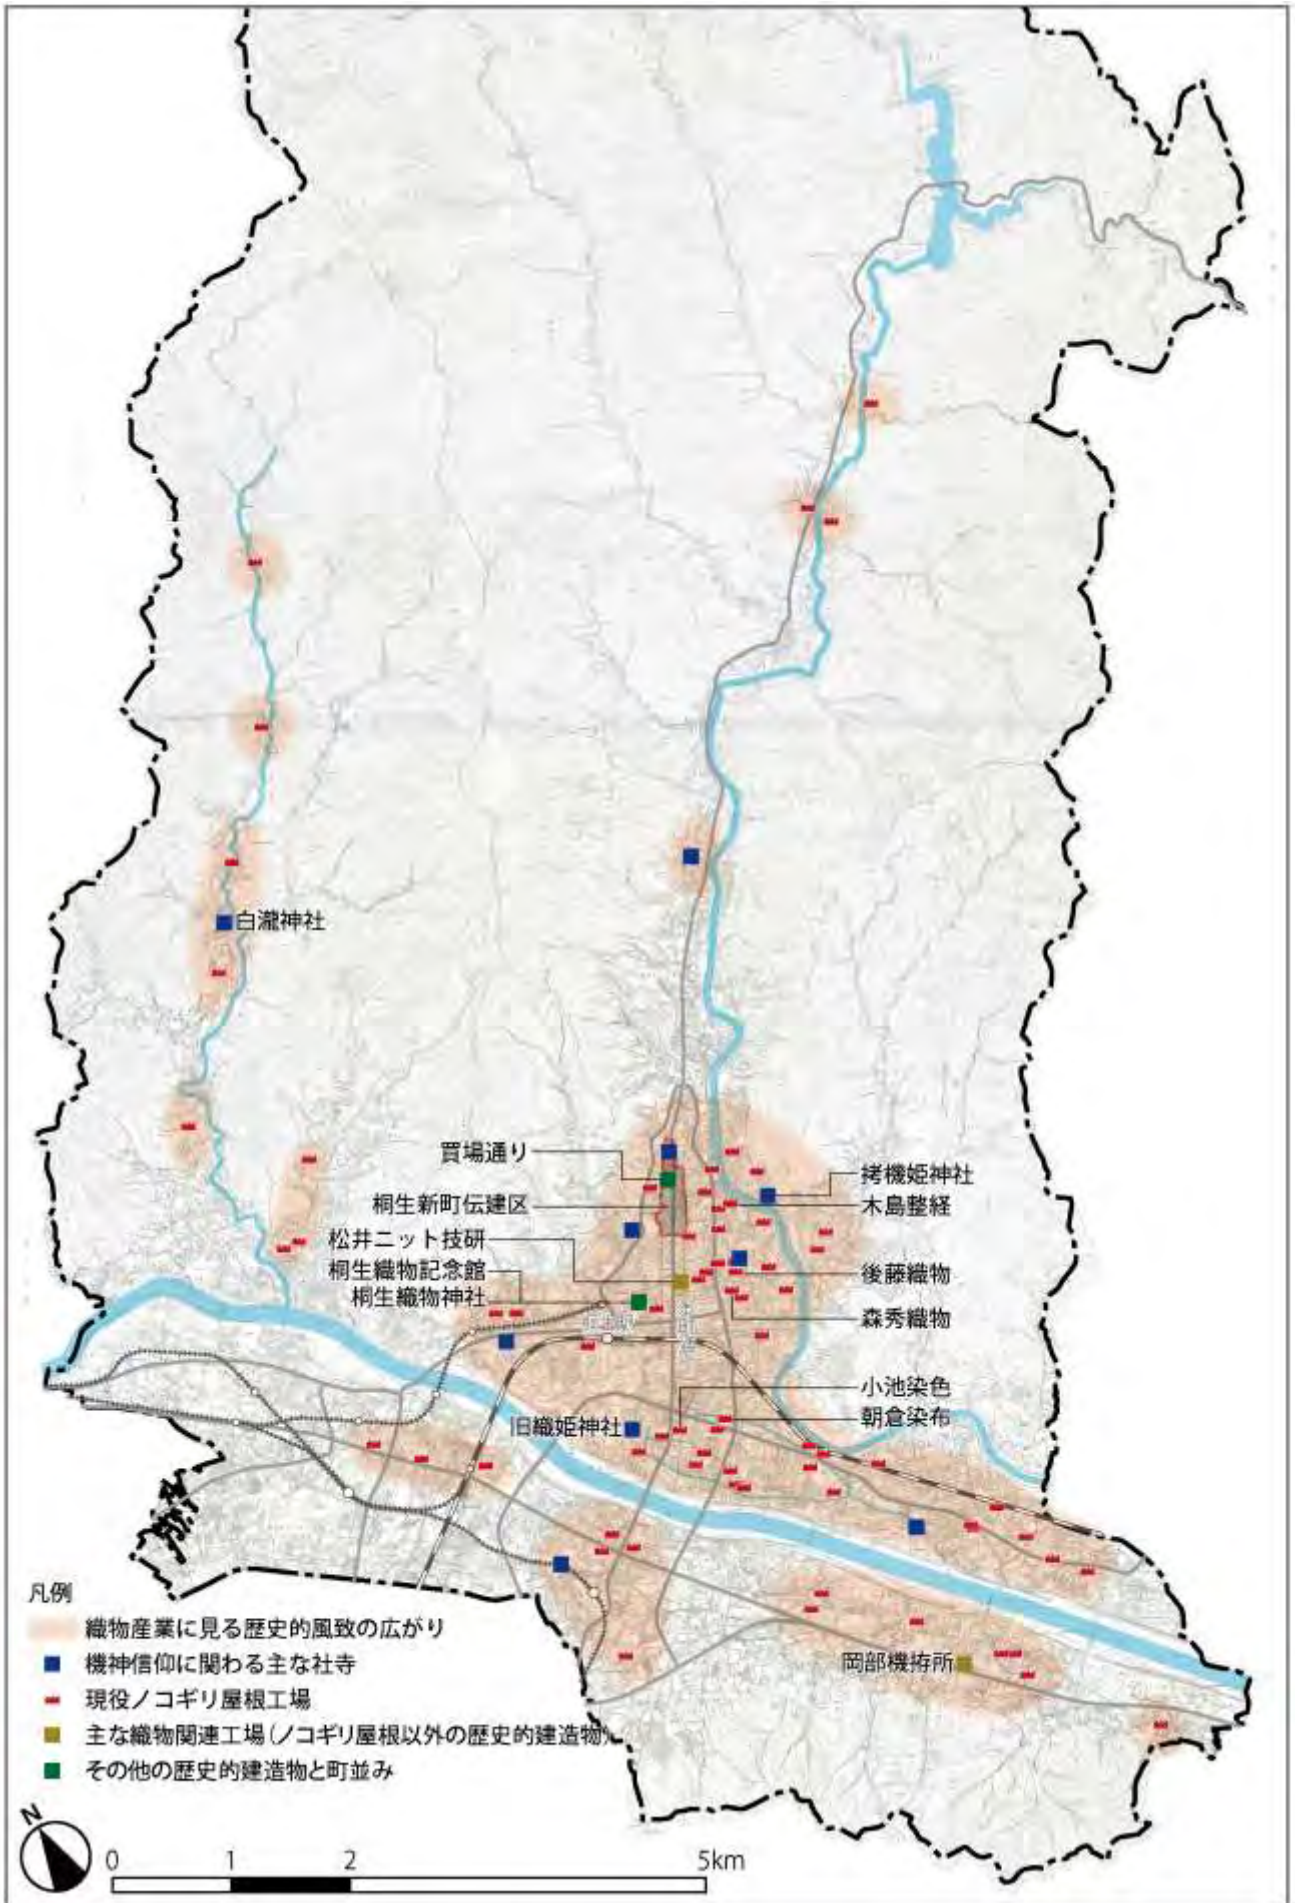 白瀧神社
買場通り
拷機姫神社
桐生新町伝建区
木島整経
松井ニット技研
桐生織物記念館
後藤織物
桐生織物神社
森秀織物
小池染色
朝倉染布
旧織姫神社
岡部機拵所
凡例
織物産業に見る歴史的風致の広がり
機神信仰に関わる主な社寺
現役ノコギリ屋根工場
主な織物関連工場(ノコギリ屋根以外の歴史的建造物)
その他の歴史的建造物と町並み
N
0 1 2 5km